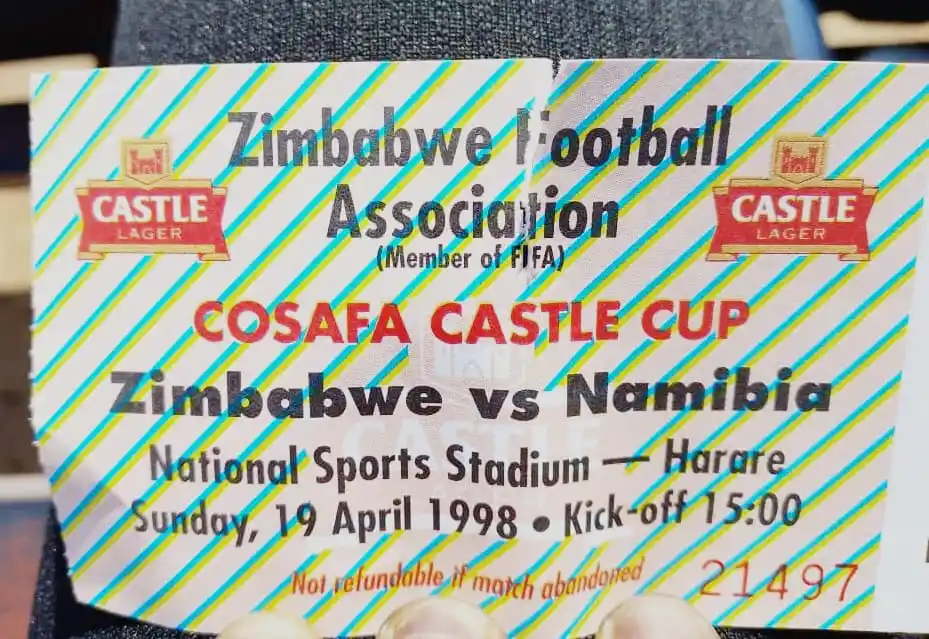 Zimbabwe Football
Association
(Member of FIFA)
CASTLE
LAGER
CASTLE
LAGER
COSAFA CASTLE CUP
Zimbabwe vs Namibia
CASTLE
National Sports Stadium — Harare
Sunday, 19 April 1998 • Kick-off 15:00
Not refundable if match abandoned
21497